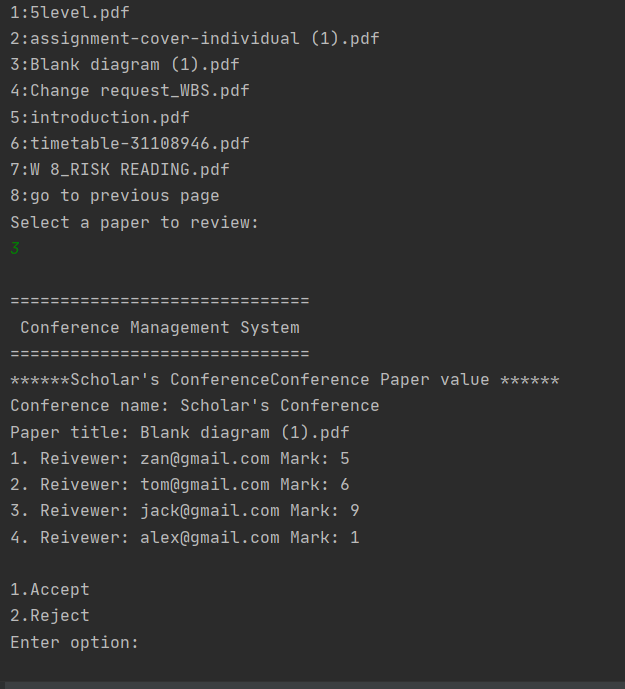 1:5level.pdf
2:assignment-cover-individual (1).pdf
3:Blank diagram (1).pdf
4:Change request_WBS.pdf
5:introduction.pdf
6:timetable-31108946.pdf
7:W 8_RISK READING.pdf
8:go to previous page
Select a paper to review:
3
==============================
Conference Management System
==============================
******Scholar's ConferenceConference Paper value ******
Conference name: Scholar's Conference
Paper title: Blank diagram (1).pdf
1. Reivewer: zan@gmail.com Mark: 5
2. Reivewer: tom@gmail.com Mark: 6
3. Reivewer: jack@gmail.com Mark: 9
4. Reivewer: alex@gmail.com Mark: 1
1.Accept
2.Reject
Enter option: